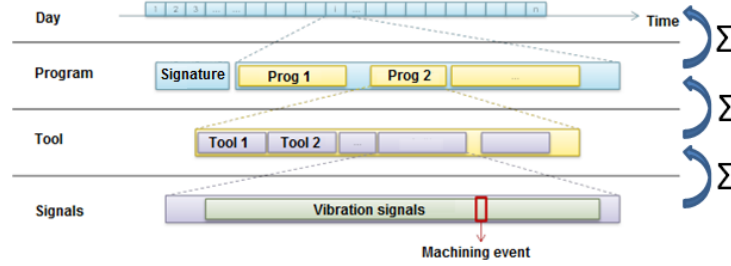 Day
1 2 3 ... ... i n
Time
Σ
Program
Signature
Prog 1
Prog 2
...
Σ
Tool
Tool 1
Tool 2
...
Σ
Signals
Vibration signals
Machining event